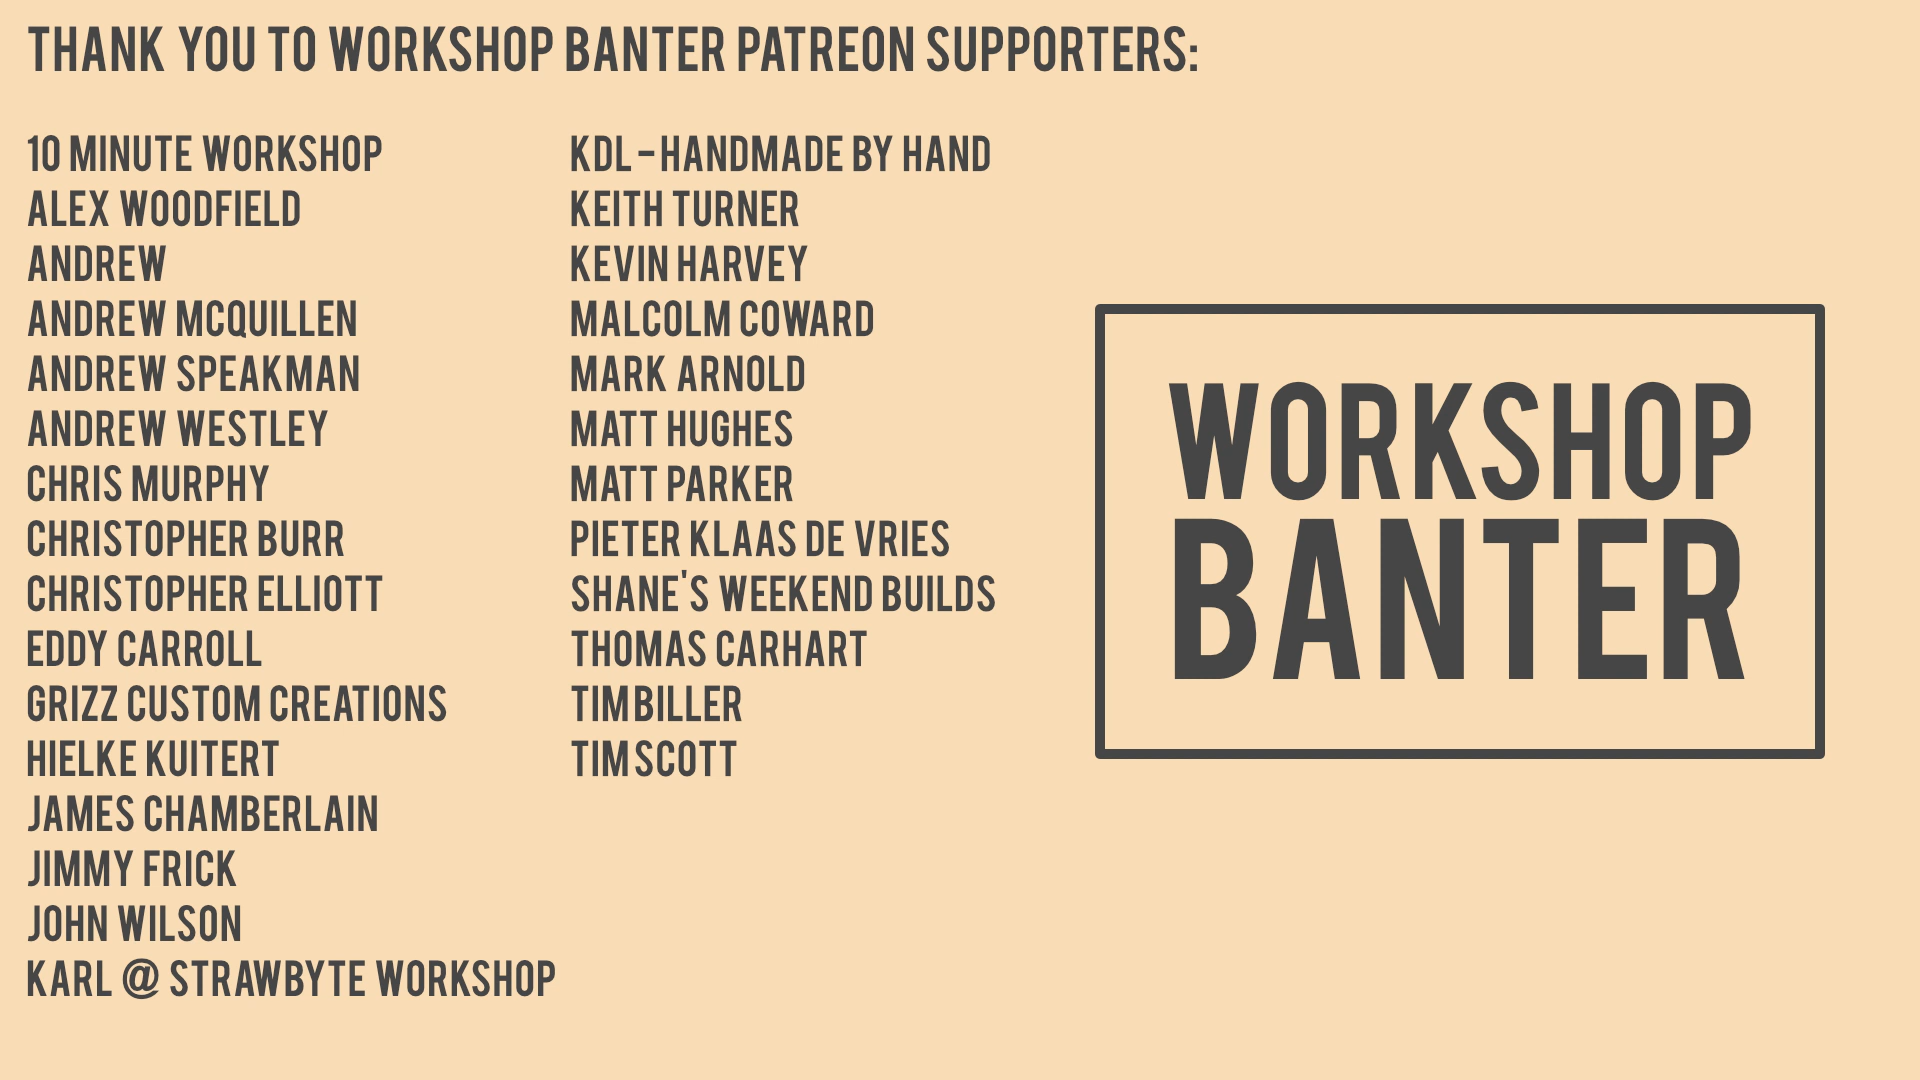 THANK YOU TO WORKSHOP BANTER PATREON SUPPORTERS:
10 MINUTE WORKSHOP
ALEX WOODFIELD
ANDREW
ANDREW MCQUILLEN
ANDREW SPEAKMAN
ANDREW WESTLEY
CHRIS MURPHY
CHRISTOPHER BURR
CHRISTOPHER ELLIOTT
EDDY CARROLL
GRIZZ CUSTOM CREATIONS
HIELKE KUITERT
JAMES CHAMBERLAIN
JIMMY FRICK
JOHN WILSON
KARL @ STRAWBYTE WORKSHOP
KDL - HANDMADE BY HAND
KEITH TURNER
KEVIN HARVEY
MALCOLM COWARD
MARK ARNOLD
MATT HUGHES
MATT PARKER
PIETER KLAAS DE VRIES
SHANE'S WEEKEND BUILDS
THOMAS CARHART
TIM BILLER
TIM SCOTT
WORKSHOP
BANTER